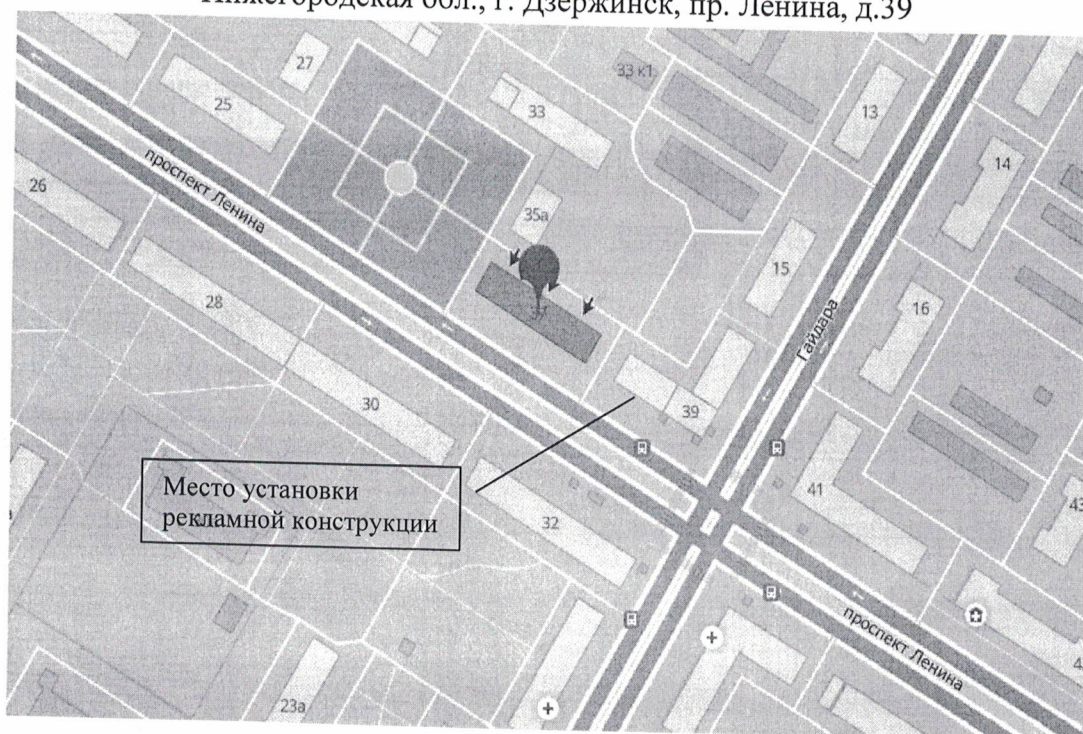 Нижегородская обл., г. Дзержинск, пр. Ленина, д.39
27
25
33
33 к1
13
14
проспект Ленина
26
35а
15
28
37
16
Гайдара
30
39
Место установки
рекламной конструкции
32
41
43
проспект Ленина
23а